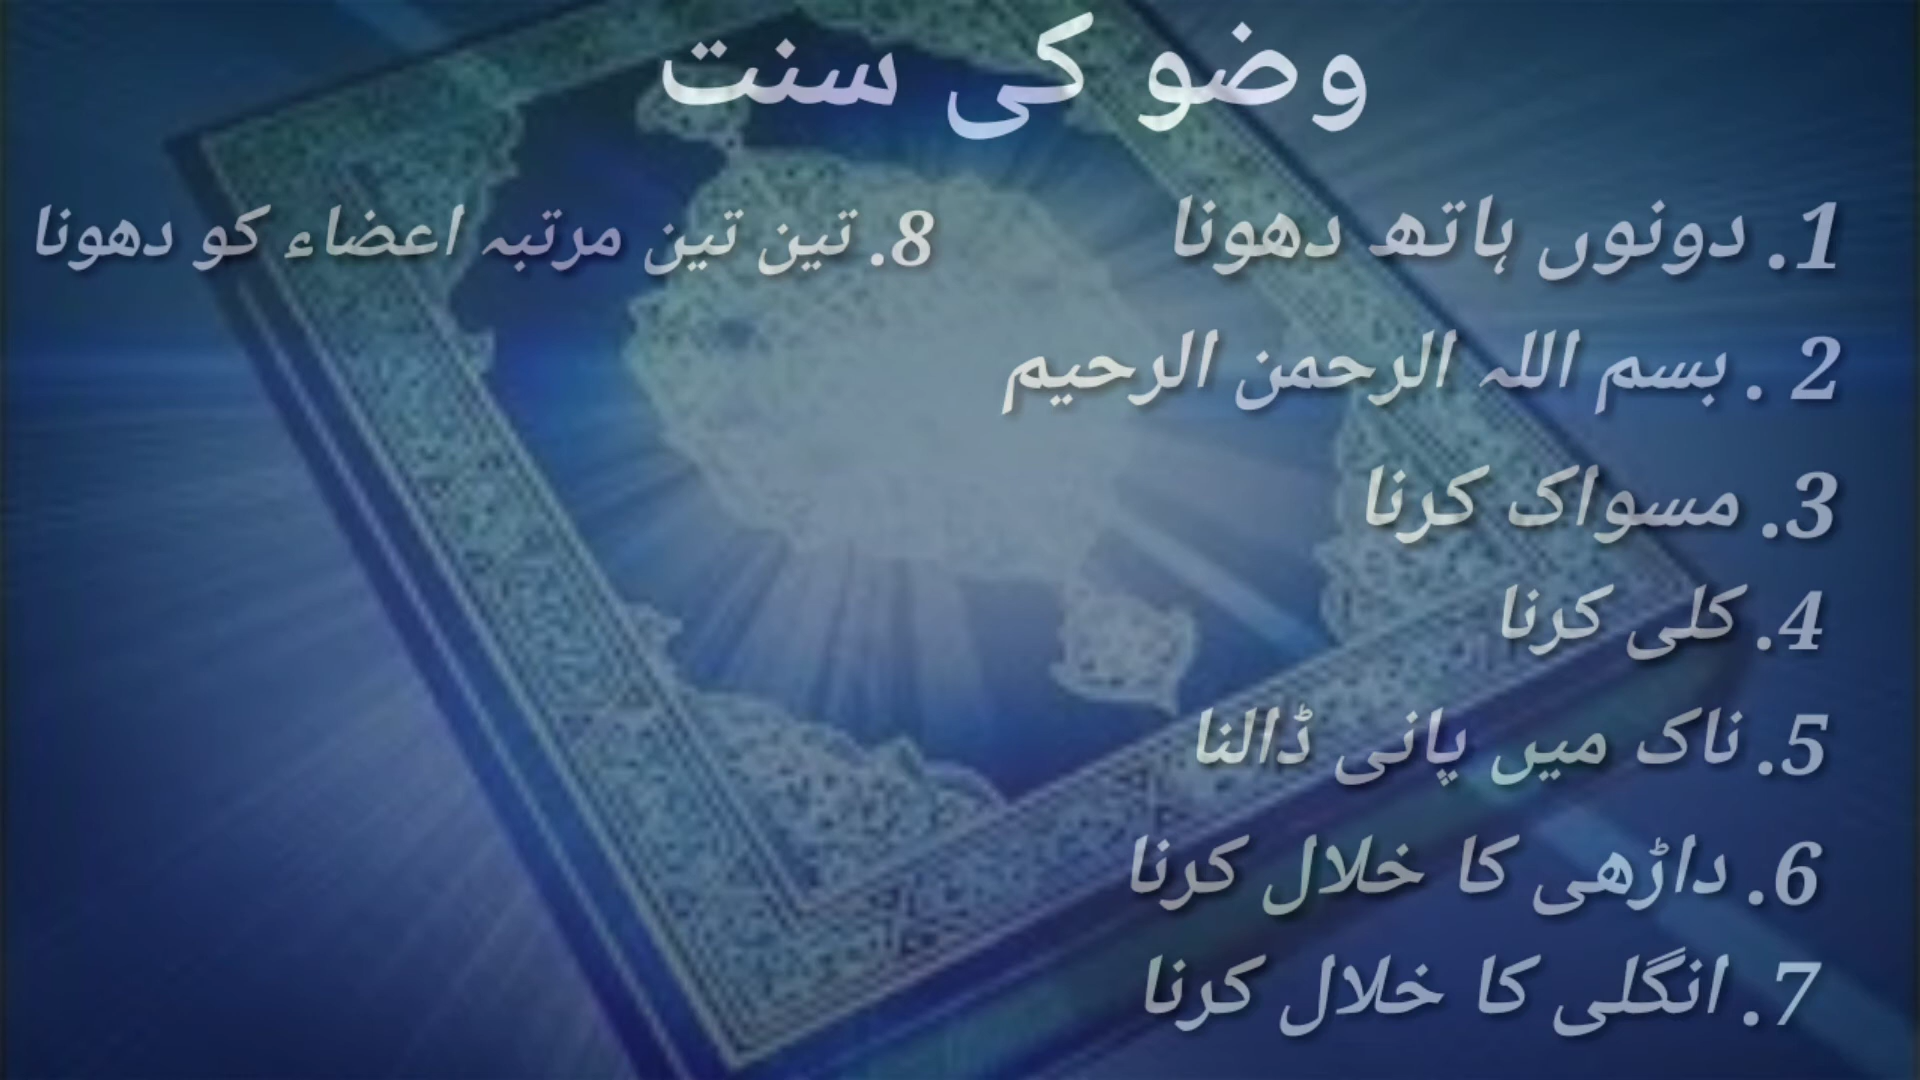 وضو کی سنت
1. دونوں ہاتھ دھونا
2 . بسم اللہ الرحمن الرحیم
3. مسواک کرنا
4. کلی کرنا
5. ناک میں پانی ڈالنا
6. داڑھی کا خلال کرنا
7. انگلی کا خلال کرنا
8. تین تین مرتبہ اعضاء کو دھونا